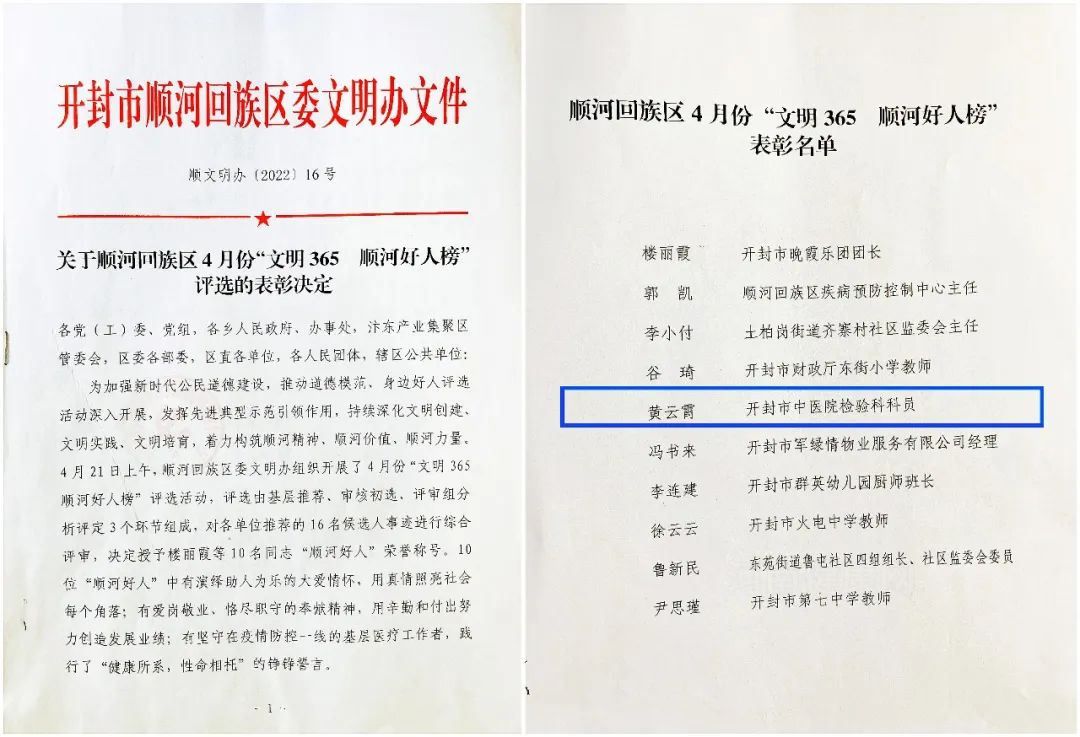 开封市顺河回族区委文明办文件
顺文明办〔2022〕16号
关于顺河回族区4月份“文明365 顺河好人榜”
评选的表彰决定
各党（工）委、党组，各乡人民政府、办事处，汴东产业集聚区
管委会，区委各部委，区直各单位，各人民团体，辖区公共单位：
为加强新时代公民道德建设，推动道德模范、身边好人评选
活动深入开展，发挥先进典型示范引领作用，持续深化文明创建、
文明实践、文明培育，着力构筑顺河精神、顺河价值、顺河力量。
4月21日上午，顺河回族区委文明办组织开展了4月份“文明365
顺河好人榜”评选活动，评选由基层推荐、审核初选、评审组分
析评定3个环节组成，对各单位推荐的16名候选人事迹进行综合
评审，决定授予楼丽霞等10名同志“顺河好人”荣誉称号。10
位“顺河好人”中有演绎助人为乐的大爱情怀，用真情照亮社会
每个角落；有爱岗敬业、恪尽职守的奉献精神，用辛勤和付出努
力创造发展业绩；有坚守在疫情防控一线的基层医疗工作者，践
行了“健康所系，性命相托”的铮铮誓言。
- 1 -
顺河回族区4月份“文明365 顺河好人榜”
表彰名单
楼丽霞 开封市晚霞乐团团长
郭 凯 顺河回族区疾病预防控制中心主任
李小付 土柏岗街道齐寨村社区监委会主任
谷 琦 开封市财政厅东街小学教师
黄云霄 开封市中医院检验科科员
冯书来 开封市军绿情物业服务有限公司经理
李连建 开封市群英幼儿园厨师班长
徐云云 开封市火电中学教师
鲁新民 东苑街道鲁屯社区四组组长、社区监委会委员
尹思瑾 开封市第七中学教师